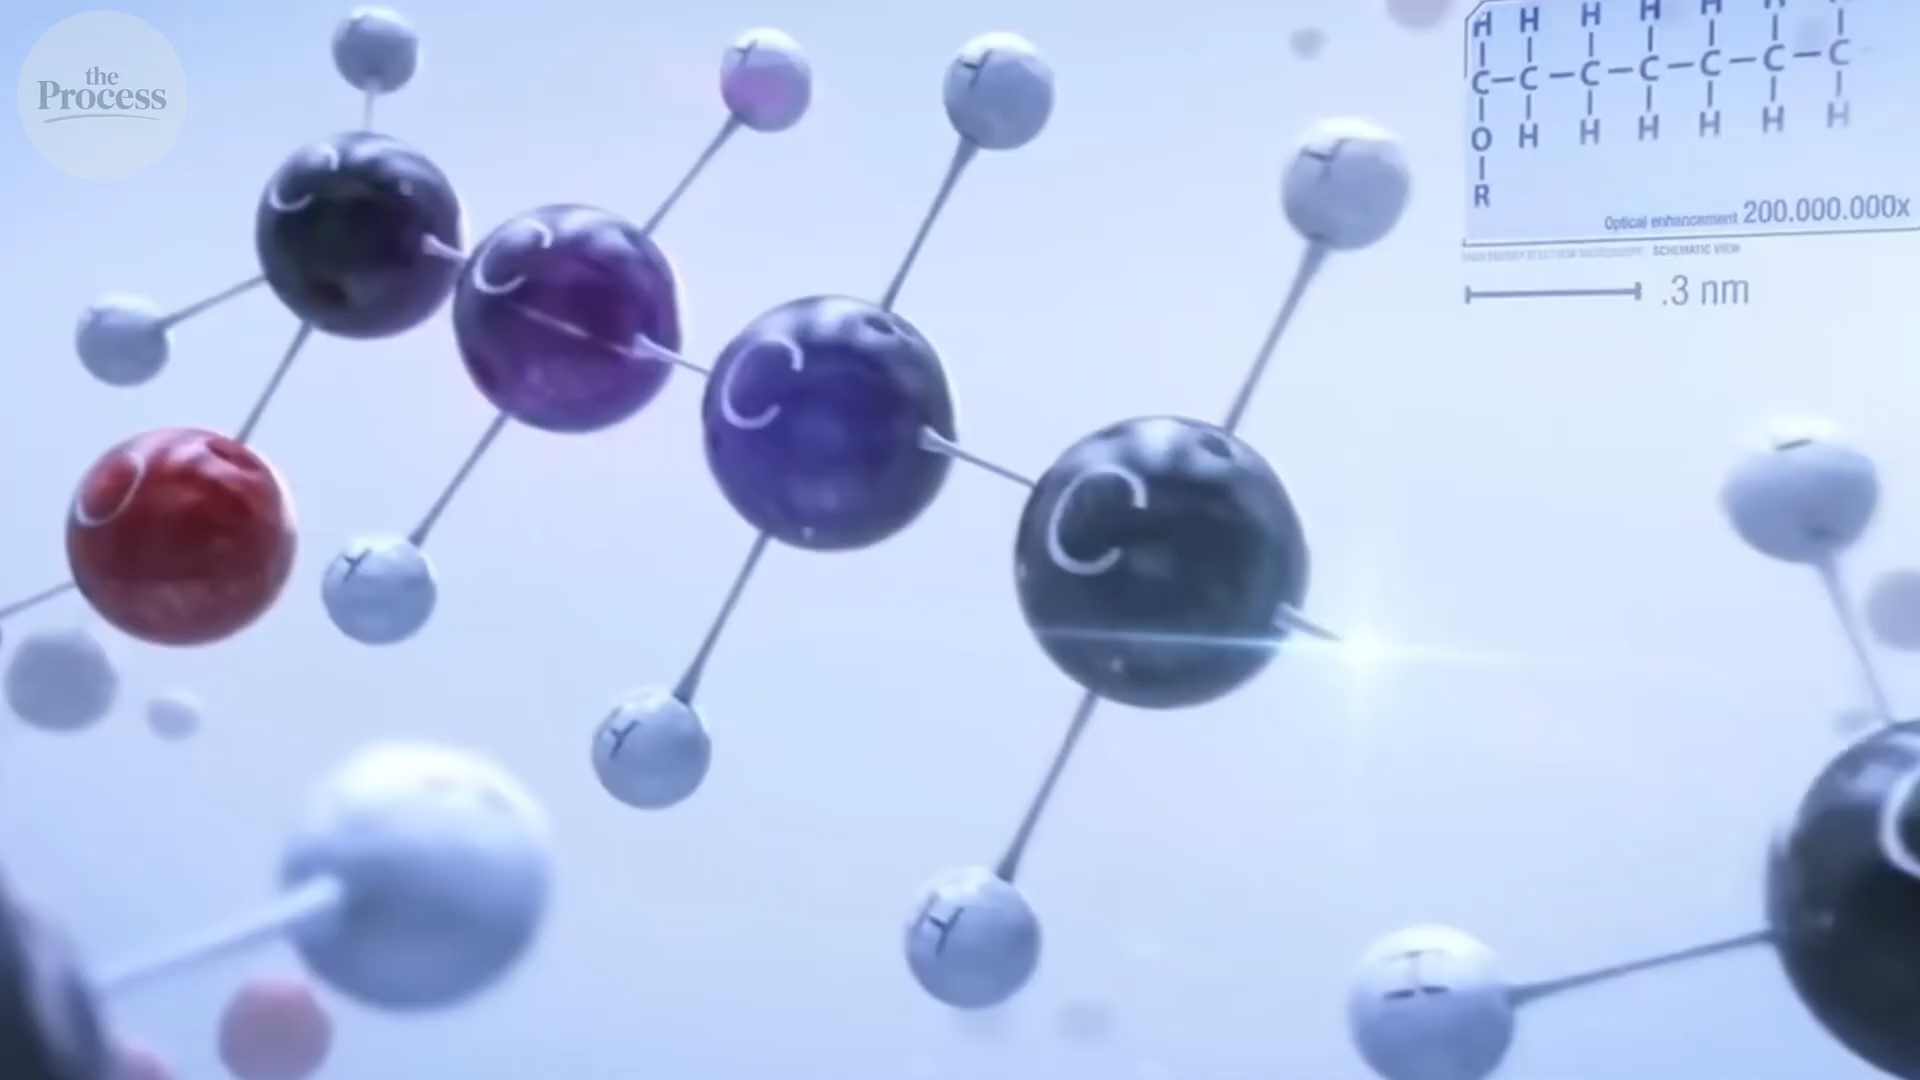 the
Process
H H H H H H
C—C—C—C—C—C—C
O H H H H H H
R
Optical enhancement 200.000.000x
SCHEMATIC VIEW
.3 nm
C
C
C
C
O
H
H
H
H
H
H
H